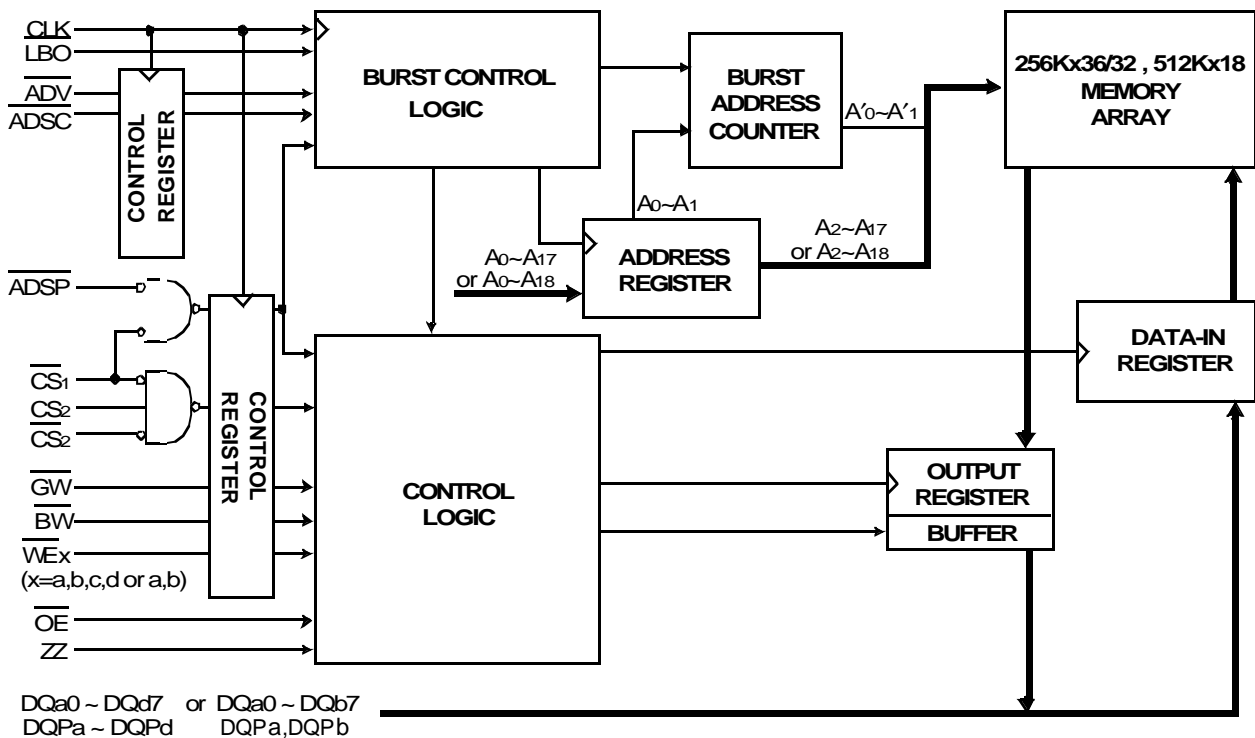 CLK
LBO
ADV
ADSC
CONTROL
REGISTER
BURST CONTROL
LOGIC
BURST
ADDRESS
COUNTER
A′0~A′1
256Kx36/32 , 512Kx18
MEMORY
ARRAY
A0~A1
A0~A17
or A0~A18
ADDRESS
REGISTER
A2~A17
or A2~A18
ADSP
CS1
CS2
CS2
CONTROL
REGISTER
DATA-IN
REGISTER
GW
BW
WEx
(x=a,b,c,d or a,b)
OE
ZZ
CONTROL
LOGIC
OUTPUT
REGISTER
BUFFER
DQa0 ~ DQd7 or DQa0 ~ DQb7
DQPa ~ DQPd DQPa,DQPb